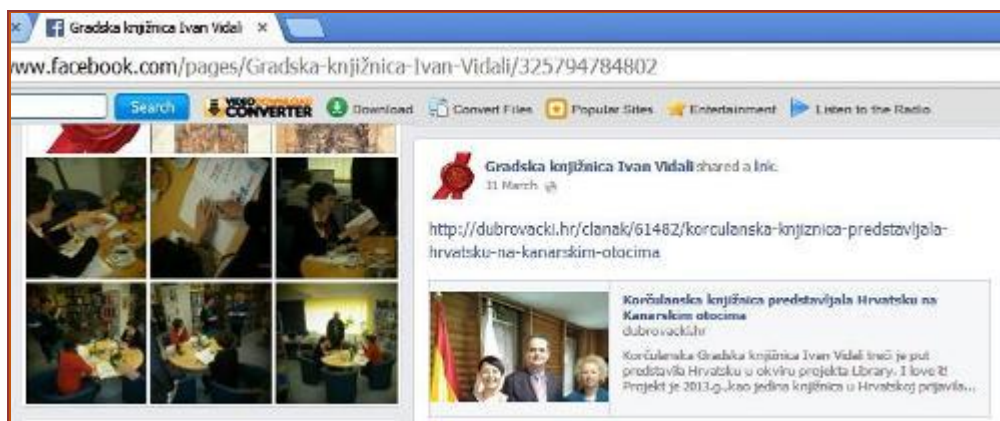 Gradska knjižnica Ivan Vidali
www.facebook.com/pages/Gradska-knjižnica-Ivan-Vidali/325794784802
Search VIDEO DOWNLOAD CONVERTER Download Convert Files Popular Sites Entertainment Listen to the Radio
Gradska knjižnica Ivan Vidali shared a link.
31 March
http://dubrovacki.hr/clanak/61482/korculanska-knjiznica-predstavljala-
hrvatsku-na-kanarskim-otocima
Korčulanska knjižnica predstavljala Hrvatsku na
Kanarskim otocima
dubrovacki.hr
Korčulanska Gradska knjižnica Ivan Vidali treći je put
predstavila Hrvatsku u okviru projekta Library. I love it!
Projekt je 2013.g.,kao jedina knjižnica u Hrvatskoj prijavila...